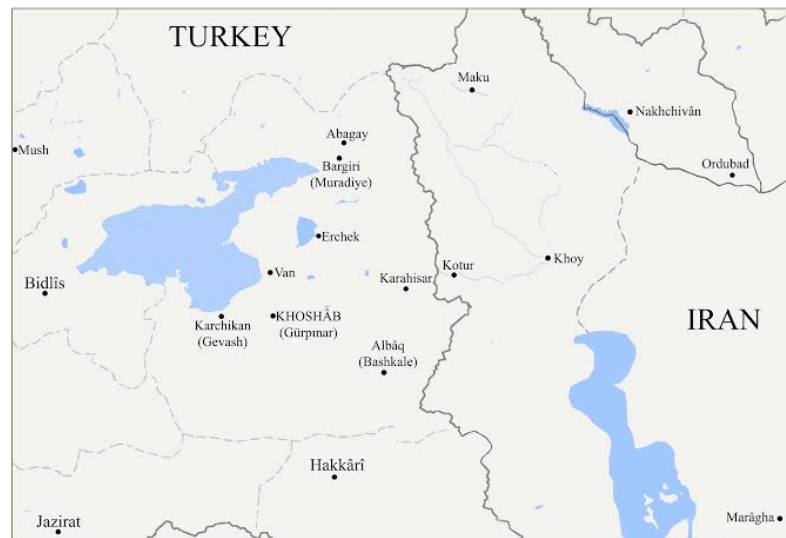 TURKEY
Maku
Nakhchivân
Abagay
Mush
Bargiri
(Muradiye)
Ordubad
Erchek
Van
Kotur
Khoy
Bidlîs
Karahisar
Karchikan
(Gevash)
KHOSHÂB
(Gürpınar)
IRAN
Albâq
(Bashkale)
Hakkârî
Jazirat
Marâgha